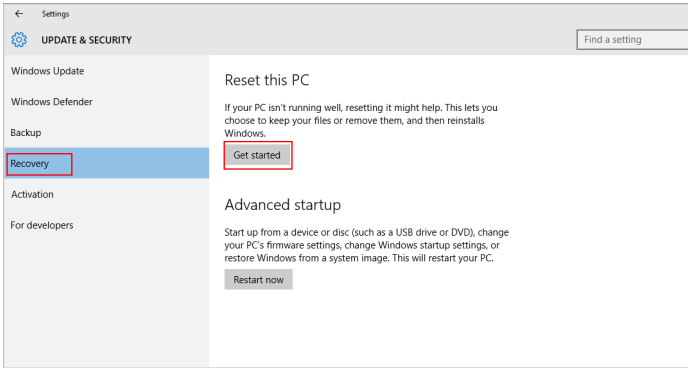 Settings
UPDATE & SECURITY
Find a setting
Windows Update
Windows Defender
Backup
Recovery
Activation
For developers
Reset this PC
If your PC isn't running well, resetting it might help. This lets you
choose to keep your files or remove them, and then reinstalls
Windows.
Get started
Advanced startup
Start up from a device or disc (such as a USB drive or DVD), change
your PC's firmware settings, change Windows startup settings, or
restore Windows from a system image. This will restart your PC.
Restart now